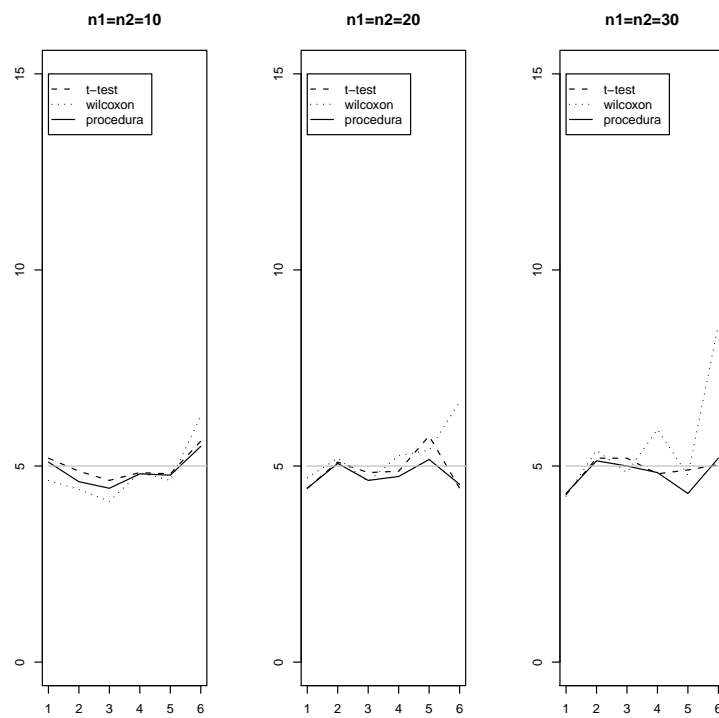 n1=n2=10
t−test
wilcoxon
procedura
15
10
5
0
1 2 3 4 5 6
n1=n2=20
t−test
wilcoxon
procedura
15
10
5
0
1 2 3 4 5 6
n1=n2=30
t−test
wilcoxon
procedura
15
10
5
0
1 2 3 4 5 6